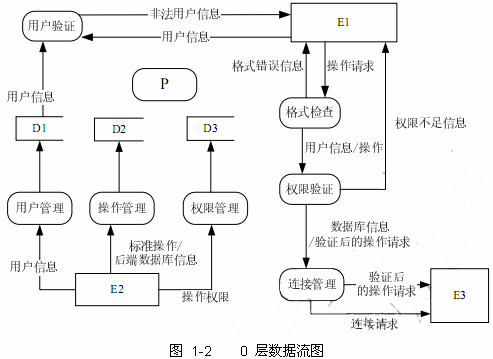 非法用户信息
用户验证
E1
用户信息
格式错误信息
操作请求
P
用户信息
格式检查
权限不足信息
D1
D2
D3
用户信息/操作
用户管理
操作管理
权限管理
权限验证
标准操作/
后端数据库信息
数据库信息
/验证后的操作请求
用户信息
E2
操作权限
连接管理
验证后
的操作请求
E3
连接请求
图 1-2 0 层数据流图